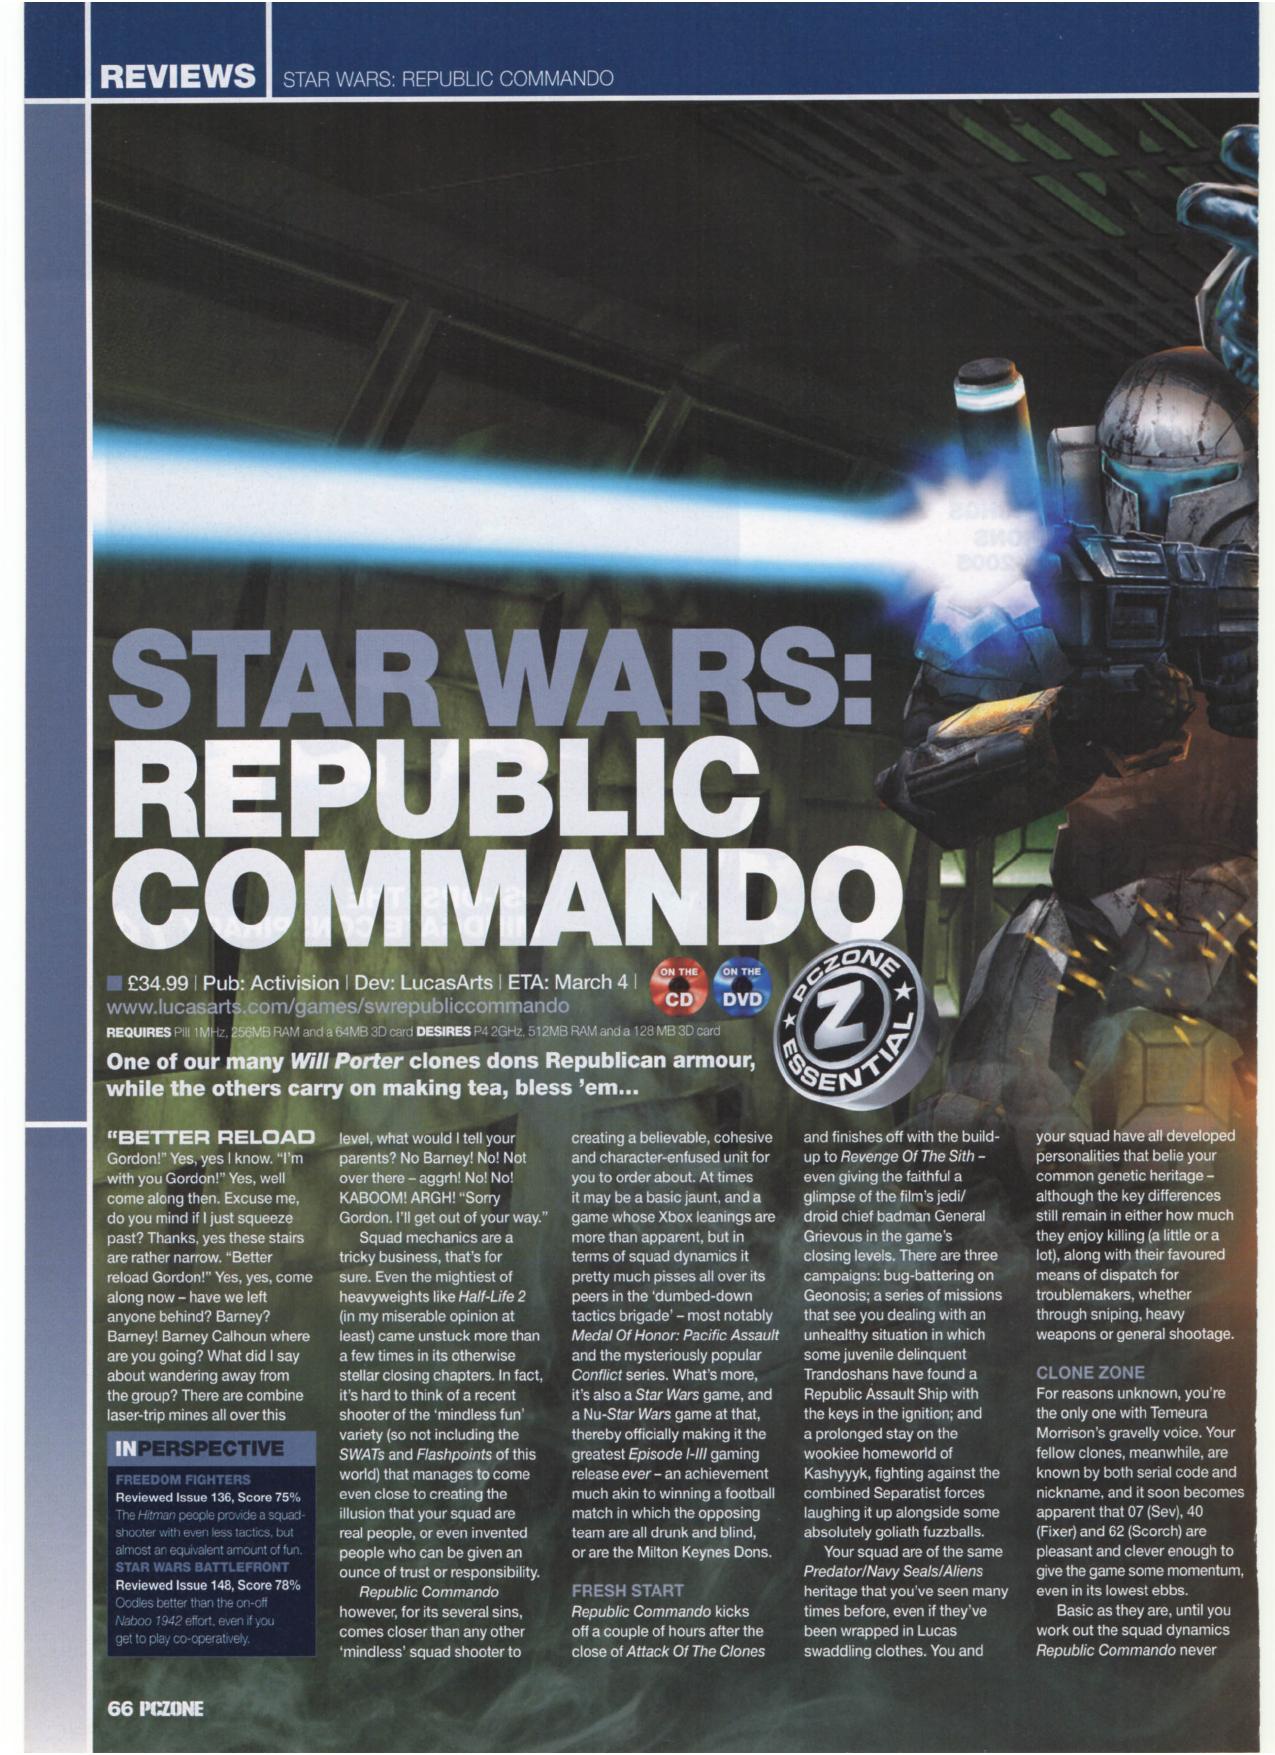 REVIEWS
STAR WARS: REPUBLIC COMMANDO
STAR WARS:
REPUBLIC
COMMANDO
£34.99 | Pub: Activision | Dev: LucasArts | ETA: March 4 |
www.lucasarts.com/games/swrepubliccommando
ON THE
CD
ON THE
DVD
PCZONE
Z
ESSENTIAL
REQUIRES PIII 1MHz, 256MB RAM and a 64MB 3D card DESIRES P4 2GHz, 512MB RAM and a 128 MB 3D card
One of our many Will Porter clones dons Republican armour,
while the others carry on making tea, bless ’em...
“BETTER RELOAD
Gordon!” Yes, yes I know. “I’m
with you Gordon!” Yes, well
come along then. Excuse me,
do you mind if I just squeeze
past? Thanks, yes these stairs
are rather narrow. “Better
reload Gordon!” Yes, yes, come
along now – have we left
anyone behind? Barney?
Barney! Barney Calhoun where
are you going? What did I say
about wandering away from
the group? There are combine
laser-trip mines all over this
INPERSPECTIVE
FREEDOM FIGHTERS
Reviewed Issue 136, Score 75%
The Hitman people provide a squad-
shooter with even less tactics, but
almost an equivalent amount of fun.
STAR WARS BATTLEFRONT
Reviewed Issue 148, Score 78%
Oodles better than the on-off
Naboo 1942 effort, even if you
get to play co-operatively.
level, what would I tell your
parents? No Barney! No! Not
over there – aggrh! No! No!
KABOOM! ARGH! “Sorry
Gordon. I’ll get out of your way.”
Squad mechanics are a
tricky business, that’s for
sure. Even the mightiest of
heavyweights like Half-Life 2
(in my miserable opinion at
least) came unstuck more than
a few times in its otherwise
stellar closing chapters. In fact,
it’s hard to think of a recent
shooter of the ‘mindless fun’
variety (so not including the
SWATs and Flashpoints of this
world) that manages to come
even close to creating the
illusion that your squad are
real people, or even invented
people who can be given an
ounce of trust or responsibility.
Republic Commando
however, for its several sins,
comes closer than any other
‘mindless’ squad shooter to
creating a believable, cohesive
and character-enfused unit for
you to order about. At times
it may be a basic jaunt, and a
game whose Xbox leanings are
more than apparent, but in
terms of squad dynamics it
pretty much pisses all over its
peers in the ‘dumbed-down
tactics brigade’ – most notably
Medal Of Honor: Pacific Assault
and the mysteriously popular
Conflict series. What’s more,
it’s also a Star Wars game, and
a Nu-Star Wars game at that,
thereby officially making it the
greatest Episode I-III gaming
release ever – an achievement
much akin to winning a football
match in which the opposing
team are all drunk and blind,
or are the Milton Keynes Dons.
FRESH START
Republic Commando kicks
off a couple of hours after the
close of Attack Of The Clones
and finishes off with the build-
up to Revenge Of The Sith –
even giving the faithful a
glimpse of the film’s jedi/
droid chief badman General
Grievous in the game’s
closing levels. There are three
campaigns: bug-battering on
Geonosis; a series of missions
that see you dealing with an
unhealthy situation in which
some juvenile delinquent
Trandoshans have found a
Republic Assault Ship with
the keys in the ignition; and
a prolonged stay on the
wookiee homeworld of
Kashyyyk, fighting against the
combined Separatist forces
laughing it up alongside some
absolutely goliath fuzzballs.
Your squad are of the same
Predator/Navy Seals/Aliens
heritage that you’ve seen many
times before, even if they’ve
been wrapped in Lucas
swaddling clothes. You and
your squad have all developed
personalities that belie your
common genetic heritage –
although the key differences
still remain in either how much
they enjoy killing (a little or a
lot), along with their favoured
means of dispatch for
troublemakers, whether
through sniping, heavy
weapons or general shootage.
CLONE ZONE
For reasons unknown, you’re
the only one with Temeura
Morrison’s gravelly voice. Your
fellow clones, meanwhile, are
known by both serial code and
nickname, and it soon becomes
apparent that 07 (Sev), 40
(Fixer) and 62 (Scorch) are
pleasant and clever enough to
give the game some momentum,
even in its lowest ebbs.
Basic as they are, until you
work out the squad dynamics
Republic Commando never
66 PCZONE